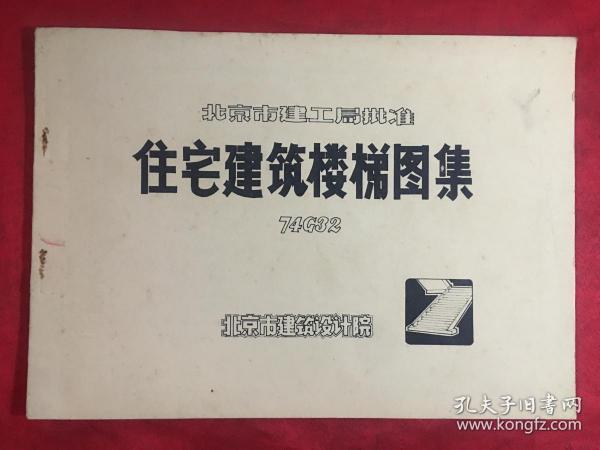 北京市建工局批准
住宅建筑楼梯图集
74G32
北京市建筑设计院
孔夫子旧书网
www.kongfz.com